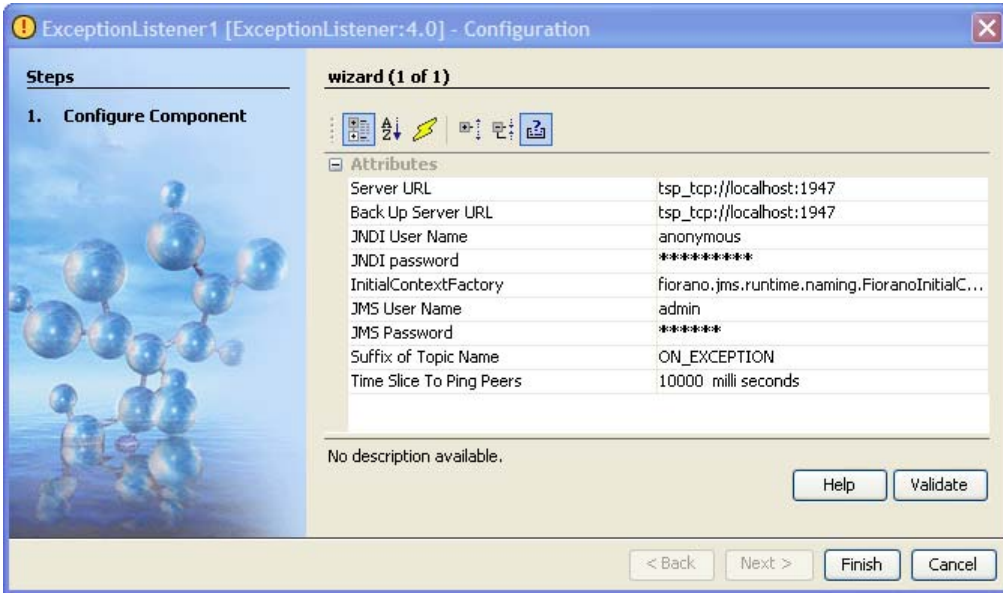 ExceptionListener1 [ExceptionListener:4.0] - Configuration
Steps
1. Configure Component
wizard (1 of 1)
Attributes
Server URL tsp_tcp://localhost:1947
Back Up Server URL tsp_tcp://localhost:1947
JNDI User Name anonymous
JNDI password *********
InitialContextFactory fiorano.jms.runtime.naming.FioranoInitialC...
JMS User Name admin
JMS Password ******
Suffix of Topic Name ON_EXCEPTION
Time Slice To Ping Peers 10000 milli seconds
No description available.
Help Validate
< Back Next > Finish Cancel